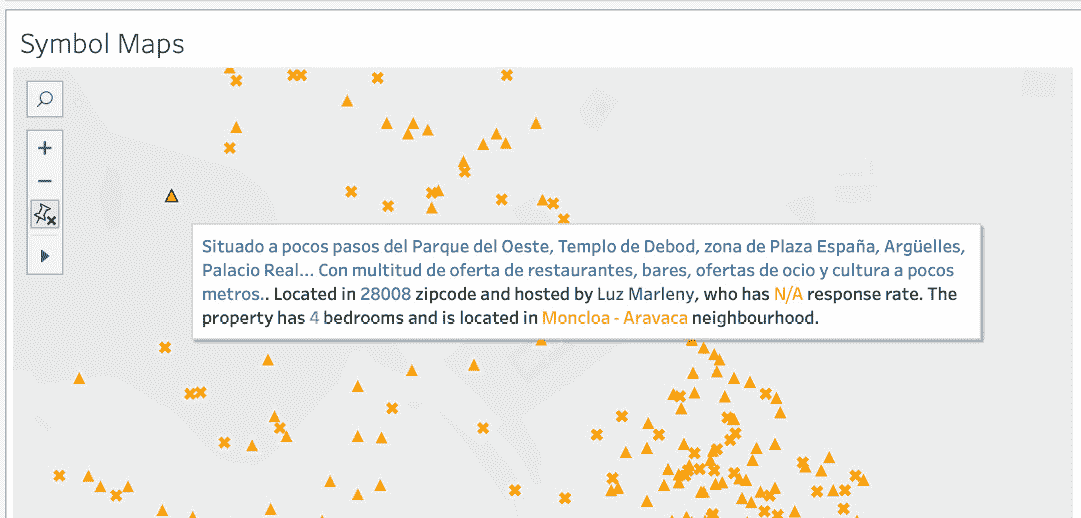 Symbol Maps
Situado a pocos pasos del Parque del Oeste, Templo de Debod, zona de Plaza España, Argüelles,
Palacio Real... Con multitud de oferta de restaurantes, bares, ofertas de ocio y cultura a pocos
metros.. Located in 28008 zipcode and hosted by Luz Marleny, who has N/A response rate. The
property has 4 bedrooms and is located in Moncloa - Aravaca neighbourhood.